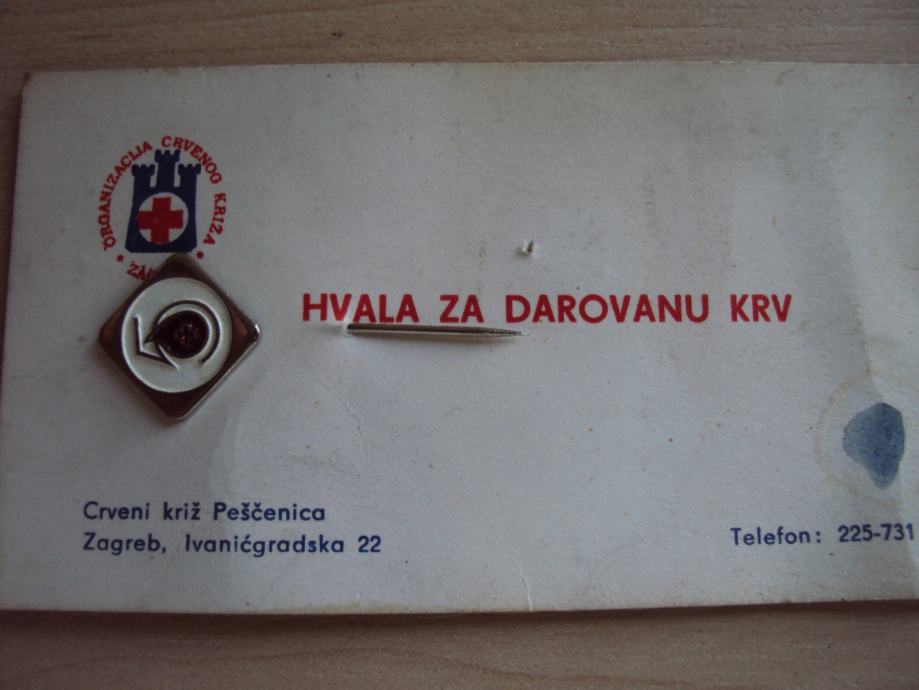 ORGANIZACIJA CRVENOG KRIŽA
HVALA ZA DAROVANU KRV
Crveni križ Peščenica
Zagreb, Ivanićgradska 22
Telefon: 225-731